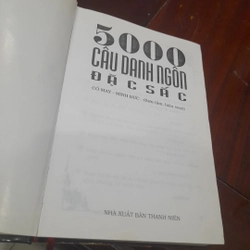 5000
CÂU DANH NGÔN
ĐẶC SẮC
NHÀ XUẤT BẢN THANH NIÊN